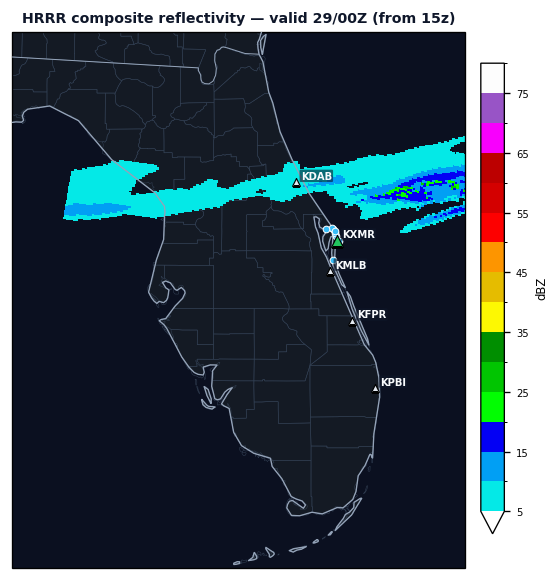 HRRR composite reflectivity — valid 29/00Z (from 15z)
KDAB
KXMR
KMLB
KFPR
KPBI
75
65
55
45
35
25
15
5
dBZ